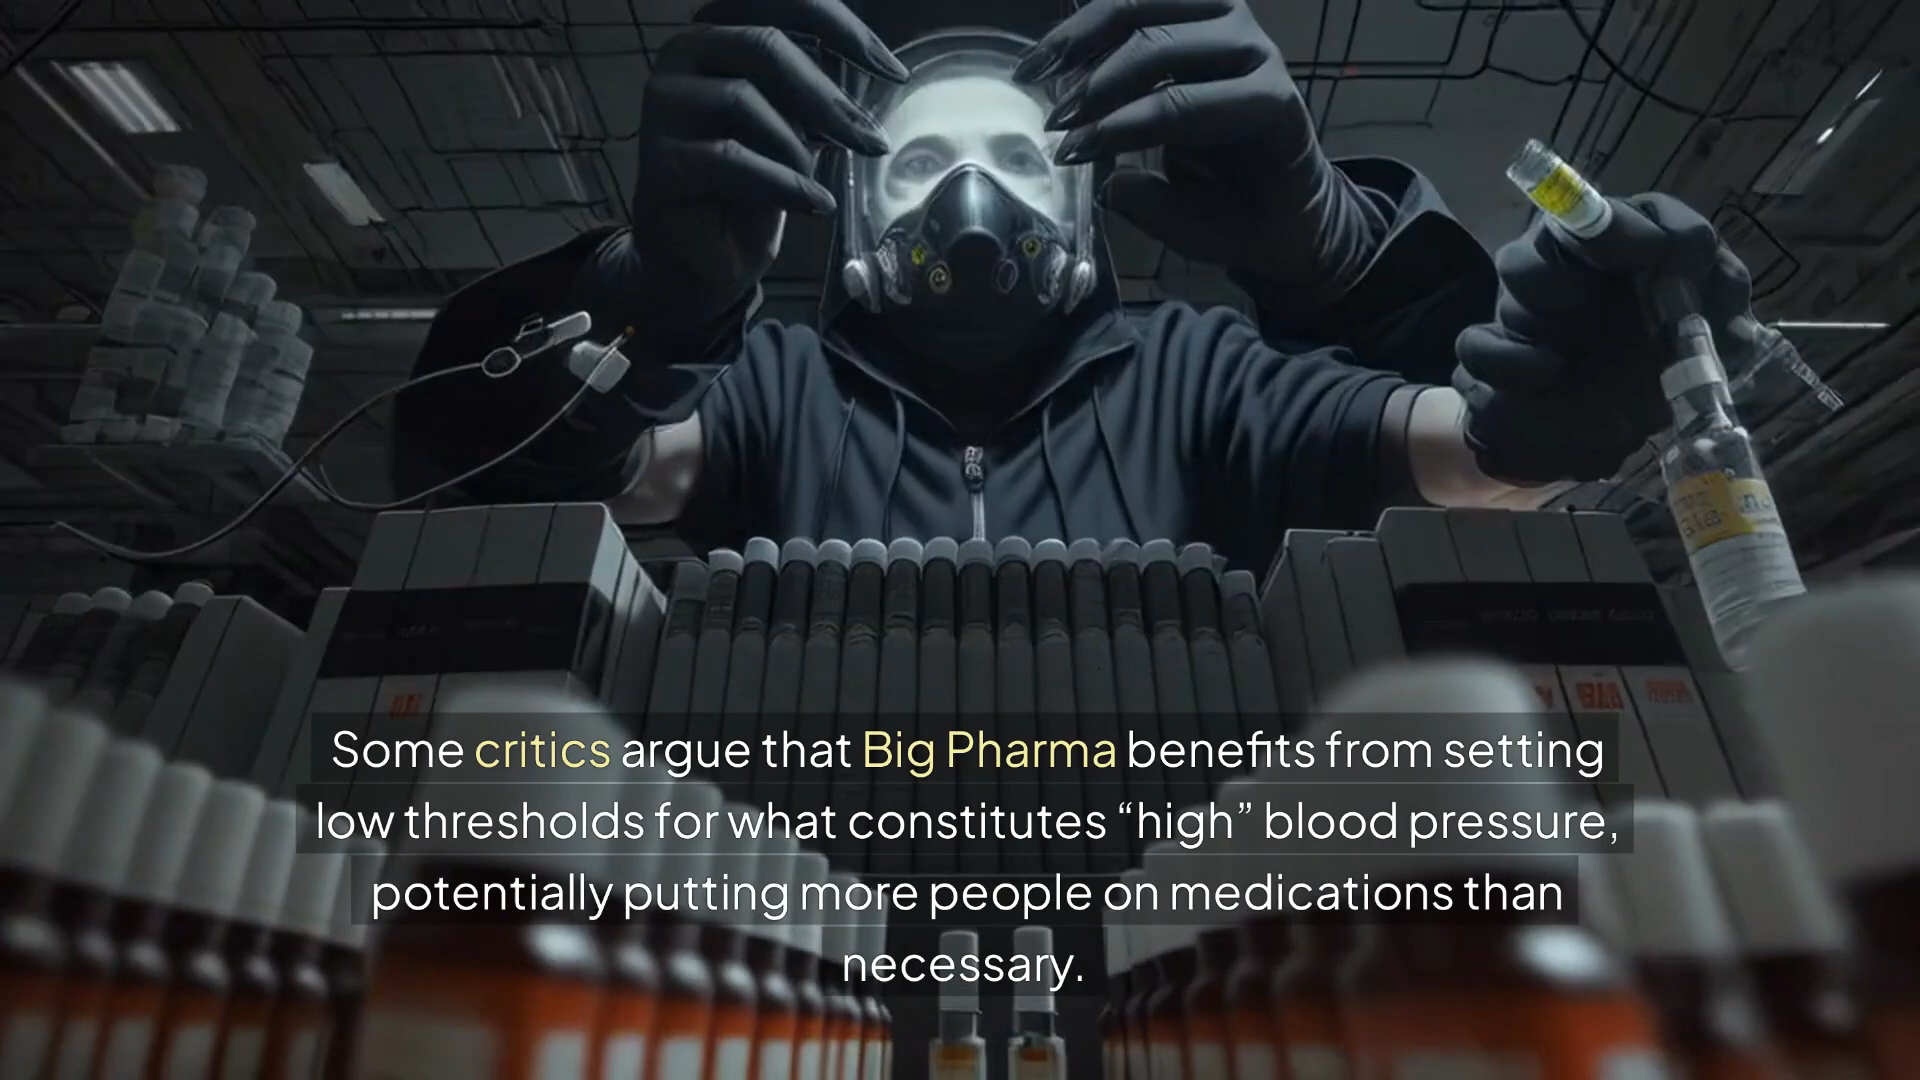 Some critics argue that Big Pharma benefits from setting
low thresholds for what constitutes “high” blood pressure,
potentially putting more people on medications than
necessary.